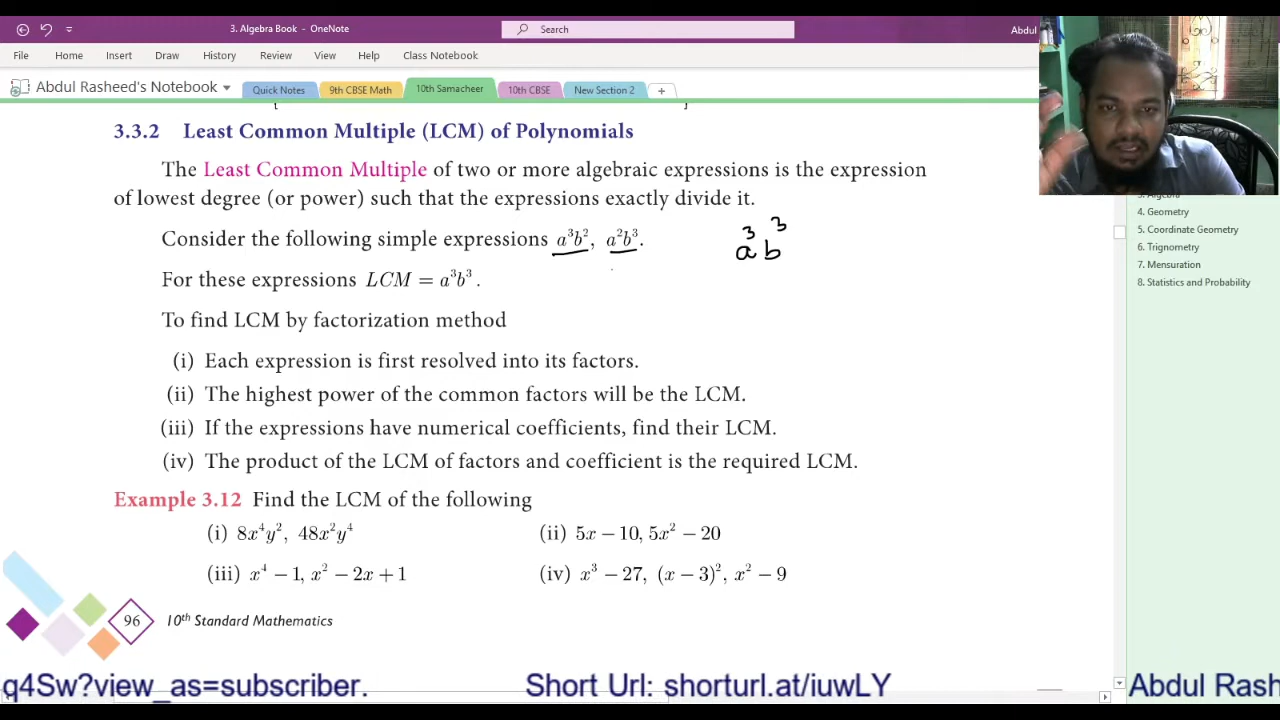 3. Algebra Book - OneNote
Search
Abdul
File Home Insert Draw History Review View Help Class Notebook
Abdul Rasheed's Notebook
Quick Notes 9th CBSE Math 10th Samacheer 10th CBSE New Section 2 +
3.3.2 Least Common Multiple (LCM) of Polynomials
The Least Common Multiple of two or more algebraic expressions is the expression
of lowest degree (or power) such that the expressions exactly divide it.
Consider the following simple expressions a³b², a²b³.
a³b³
For these expressions LCM = a³b³.
To find LCM by factorization method
(i) Each expression is first resolved into its factors.
(ii) The highest power of the common factors will be the LCM.
(iii) If the expressions have numerical coefficients, find their LCM.
(iv) The product of the LCM of factors and coefficient is the required LCM.
Example 3.12 Find the LCM of the following
(i) 8x⁴y², 48x²y⁴ (ii) 5x − 10, 5x² − 20
(iii) x⁴ − 1, x² − 2x + 1 (iv) x³ − 27, (x − 3)², x² − 9
96 10th Standard Mathematics
3. Algebra
4. Geometry
5. Coordinate Geometry
6. Trignometry
7. Mensuration
8. Statistics and Probability
q4Sw?view_as=subscriber. Short Url: shorturl.at/iuwLY Abdul Ras